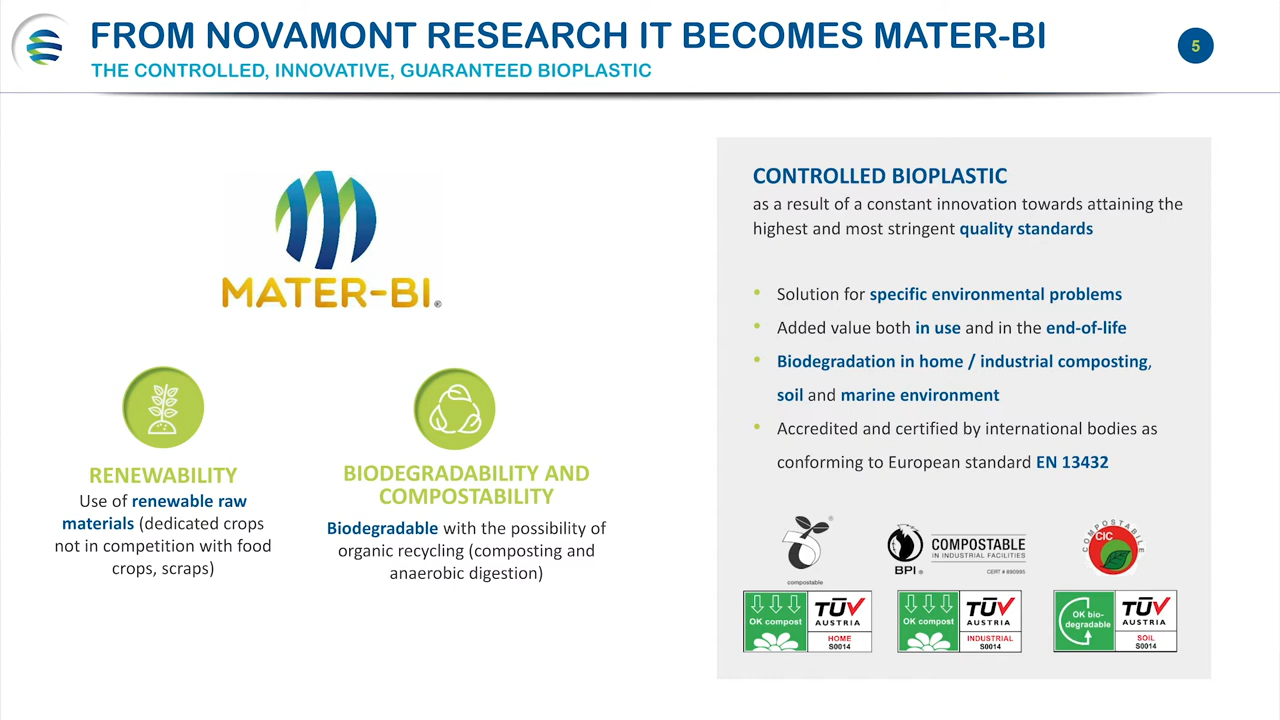 FROM NOVAMONT RESEARCH IT BECOMES MATER-BI
THE CONTROLLED, INNOVATIVE, GUARANTEED BIOPLASTIC
5
MATER-BI®
RENEWABILITY
Use of renewable raw
materials (dedicated crops
not in competition with food
crops, scraps)
BIODEGRADABILITY AND
COMPOSTABILITY
Biodegradable with the possibility of
organic recycling (composting and
anaerobic digestion)
CONTROLLED BIOPLASTIC
as a result of a constant innovation towards attaining the
highest and most stringent quality standards
• Solution for specific environmental problems
• Added value both in use and in the end-of-life
• Biodegradation in home / industrial composting,
soil and marine environment
• Accredited and certified by international bodies as
conforming to European standard EN 13432
®
compostable
BPI®
COMPOSTABLE
IN INDUSTRIAL FACILITIES
CERT # 890995
COMPOSTABILE
CIC
OK compost
TÜV
AUSTRIA
HOME
S0014
OK compost
TÜV
AUSTRIA
INDUSTRIAL
S0014
OK bio-
degradable
TÜV
AUSTRIA
SOIL
S0014